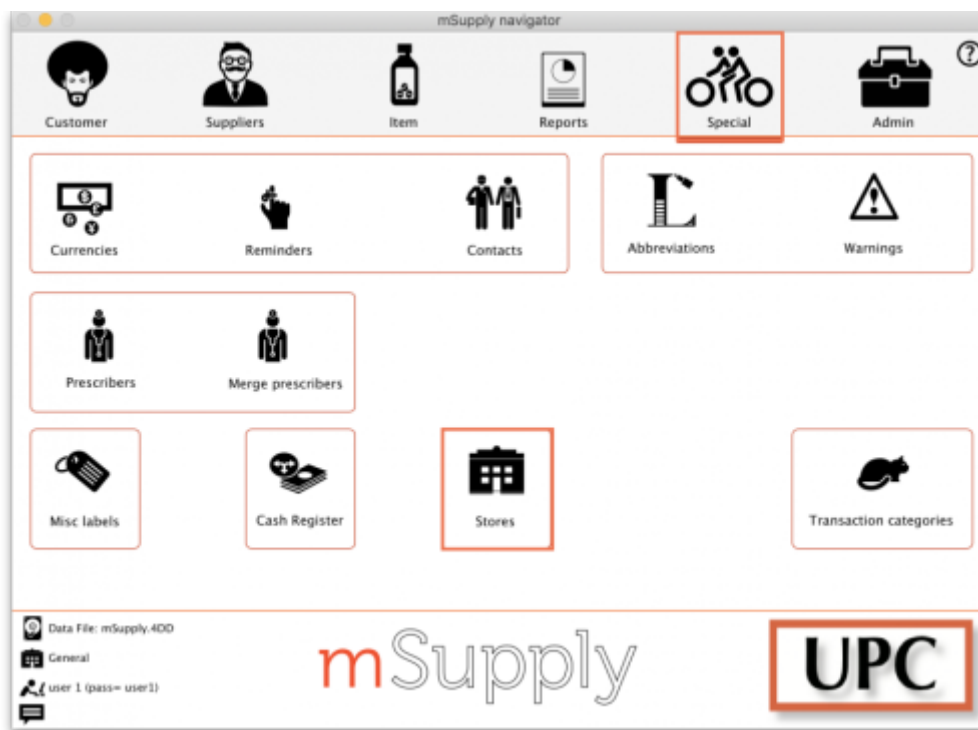 mSupply navigator
Customer Suppliers Item Reports Special Admin
?
Currencies Reminders Contacts Abbreviations Warnings
Prescribers Merge prescribers
Misc labels Cash Register Stores Transaction categories
Data File: mSupply.4DD
General
user 1 (pass= user1)
mSupply
UPC